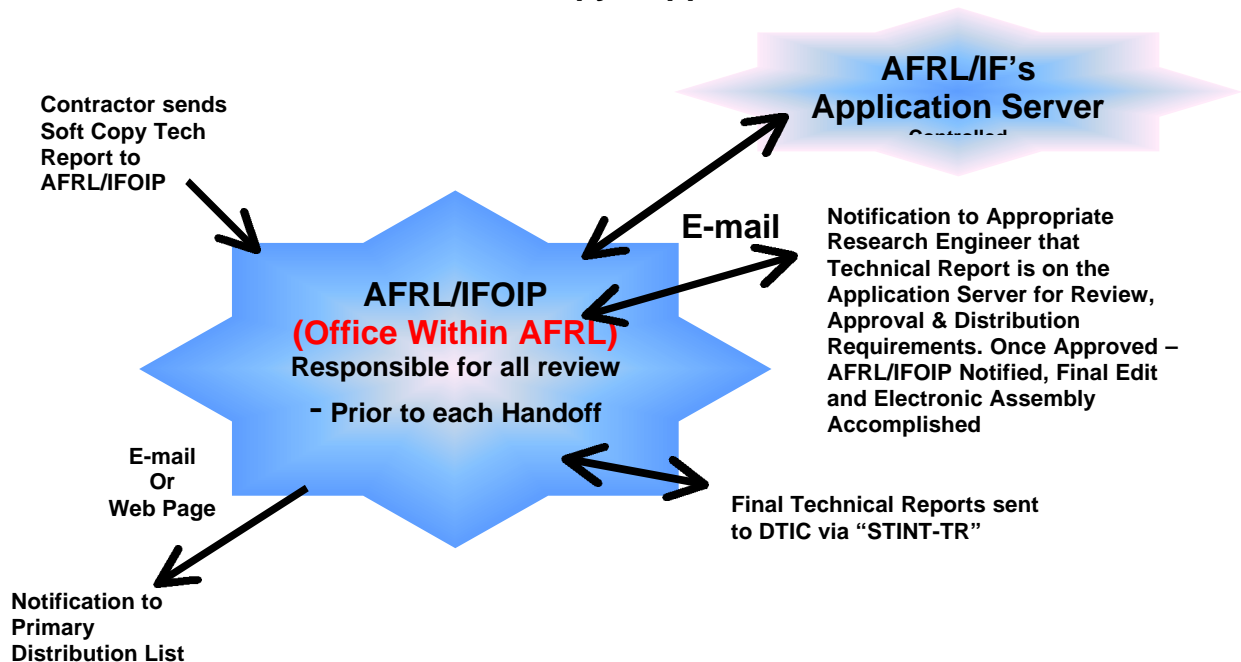 AFRL/IF’s
Application Server
Contractor sends
Soft Copy Tech
Report to
AFRL/IFOIP
E-mail
Notification to Appropriate
Research Engineer that
Technical Report is on the
Application Server for Review,
Approval & Distribution
Requirements. Once Approved –
AFRL/IFOIP Notified, Final Edit
and Electronic Assembly
Accomplished
AFRL/IFOIP
(Office Within AFRL)
Responsible for all review
- Prior to each Handoff
E-mail
Or
Web Page
Final Technical Reports sent
to DTIC via “STINT-TR”
Notification to
Primary
Distribution List